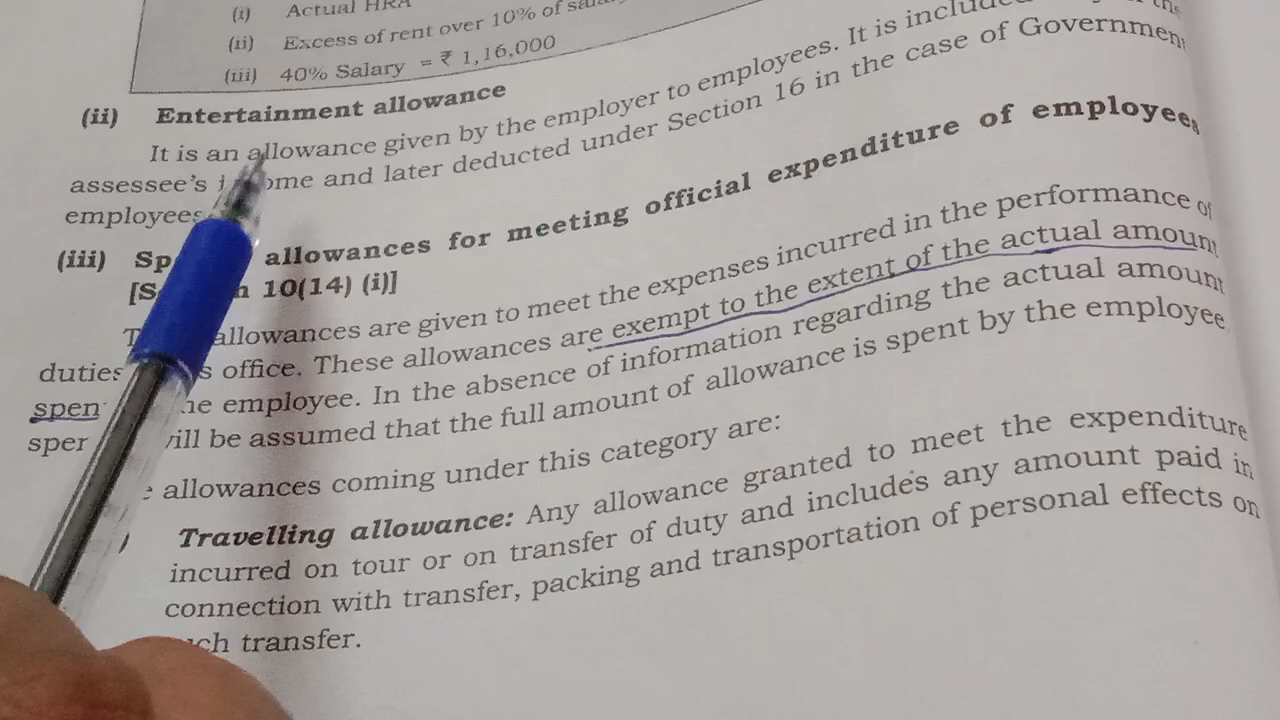 (i) Actual HRA
(ii) Excess of rent over 10% of
(iii) 40% Salary = ₹ 1,16,000
(ii) Entertainment allowance
It is an allowance given by the employer to employees. It is
assessee's and later deducted under Section 16 in the case of Government
employees
(iii) allowances for meeting official expenditure of employees
10(14) (i)]
allowances are given to meet the expenses incurred in the performance of
duties office. These allowances are exempt to the extent of the actual amount
employee. In the absence of information regarding the actual amount
will be assumed that the full amount of allowance is spent by the employee
allowances coming under this category are:
Travelling allowance: Any allowance granted to meet the expenditure
incurred on tour or on transfer of duty and includes any amount paid in
connection with transfer, packing and transportation of personal effects on
transfer.